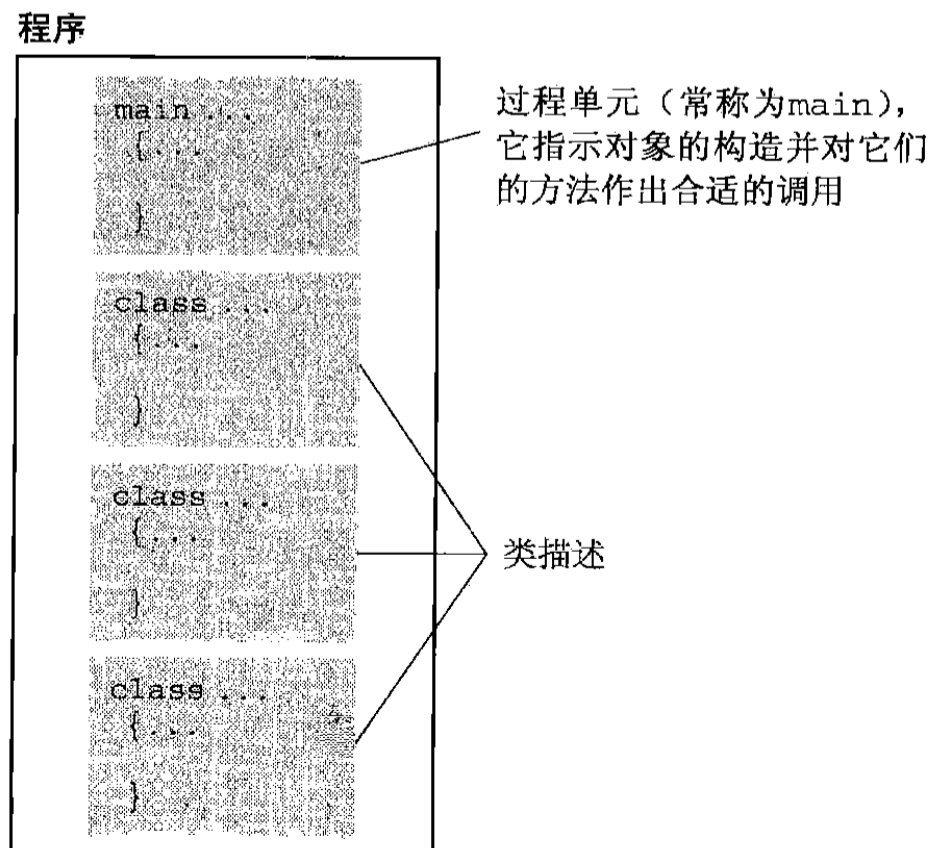 程序
main ...
{...
}
过程单元（常称为main），
它指示对象的构造并对它们
的方法作出合适的调用
class ...
{...
}
class ...
{...
}
类描述
class ...
{...
}